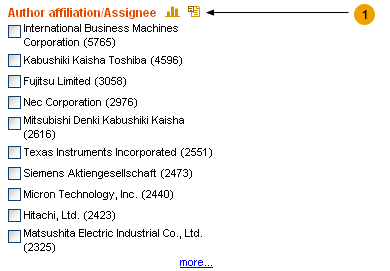 Author affiliation/Assignee
1
International Business Machines
Corporation (5765)
Kabushiki Kaisha Toshiba (4596)
Fujitsu Limited (3058)
Nec Corporation (2976)
Mitsubishi Denki Kabushiki Kaisha
(2616)
Texas Instruments Incorporated (2551)
Siemens Aktiengesellschaft (2473)
Micron Technology, Inc. (2440)
Hitachi, Ltd. (2423)
Matsushita Electric Industrial Co., Ltd.
(2325)
more...